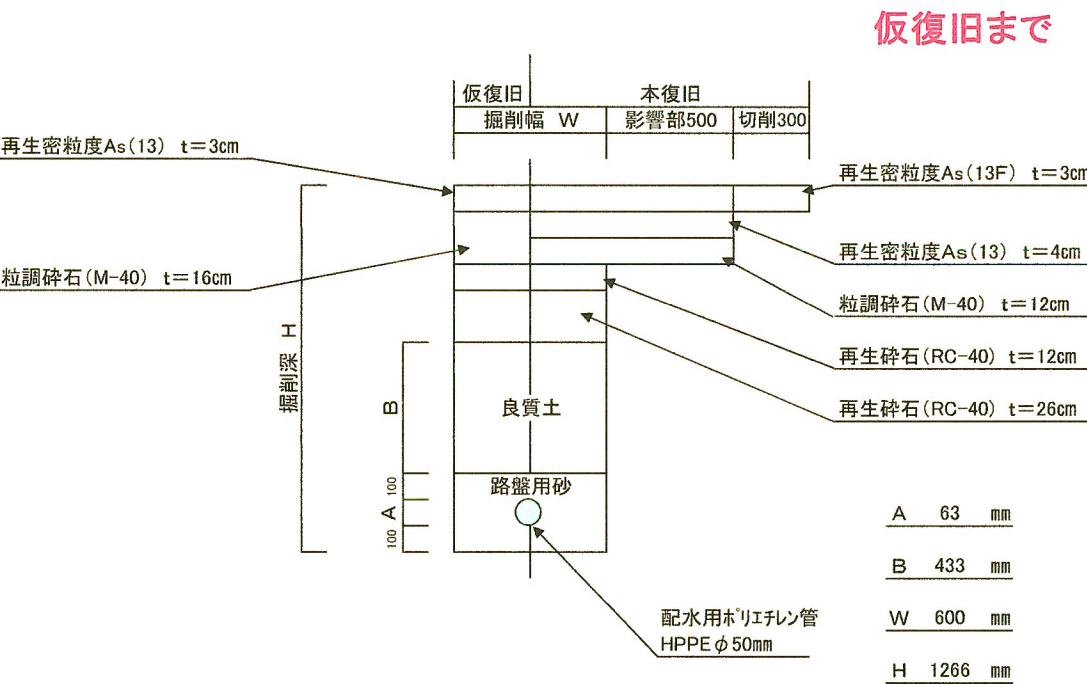 仮復旧まで
仮復旧 本復旧
掘削幅 W 影響部500 切削300
再生密粒度As(13) t=3㎝
再生密粒度As(13F) t=3㎝
再生密粒度As(13) t=4㎝
粒調砕石(M-40) t=16㎝
粒調砕石(M-40) t=12㎝
再生砕石(RC-40) t=12㎝
再生砕石(RC-40) t=26㎝
掘削深 H
B
良質土
100
路盤用砂
A
100
配水用ポリエチレン管
HPPEφ50㎜
A 63 ㎜
B 433 ㎜
W 600 ㎜
H 1266 ㎜